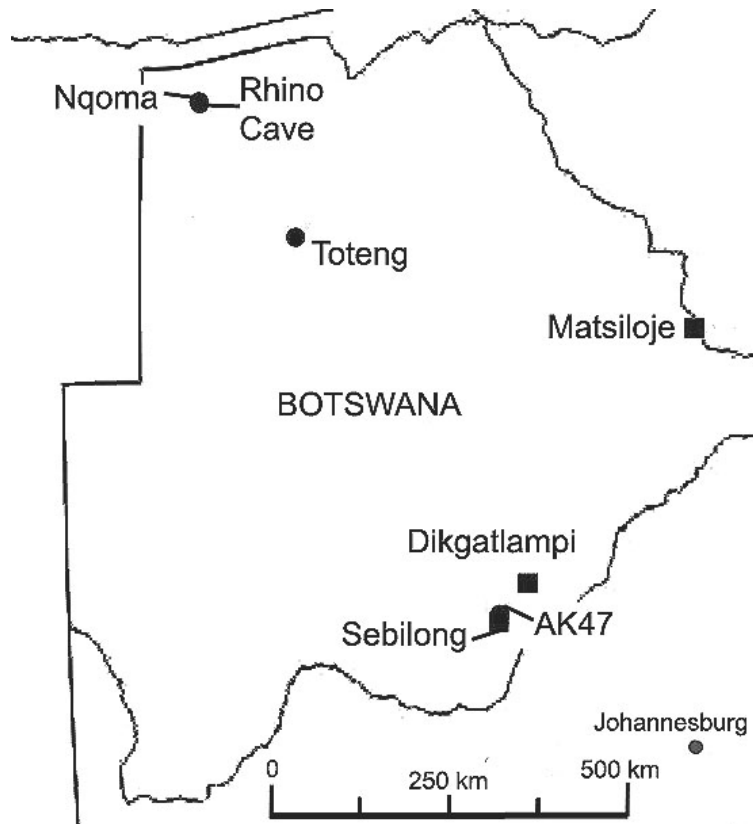 Nqoma
Rhino
Cave
Toteng
Matsiloje
BOTSWANA
Dikgatlampi
Sebilong
AK47
Johannesburg
0
250 km
500 km